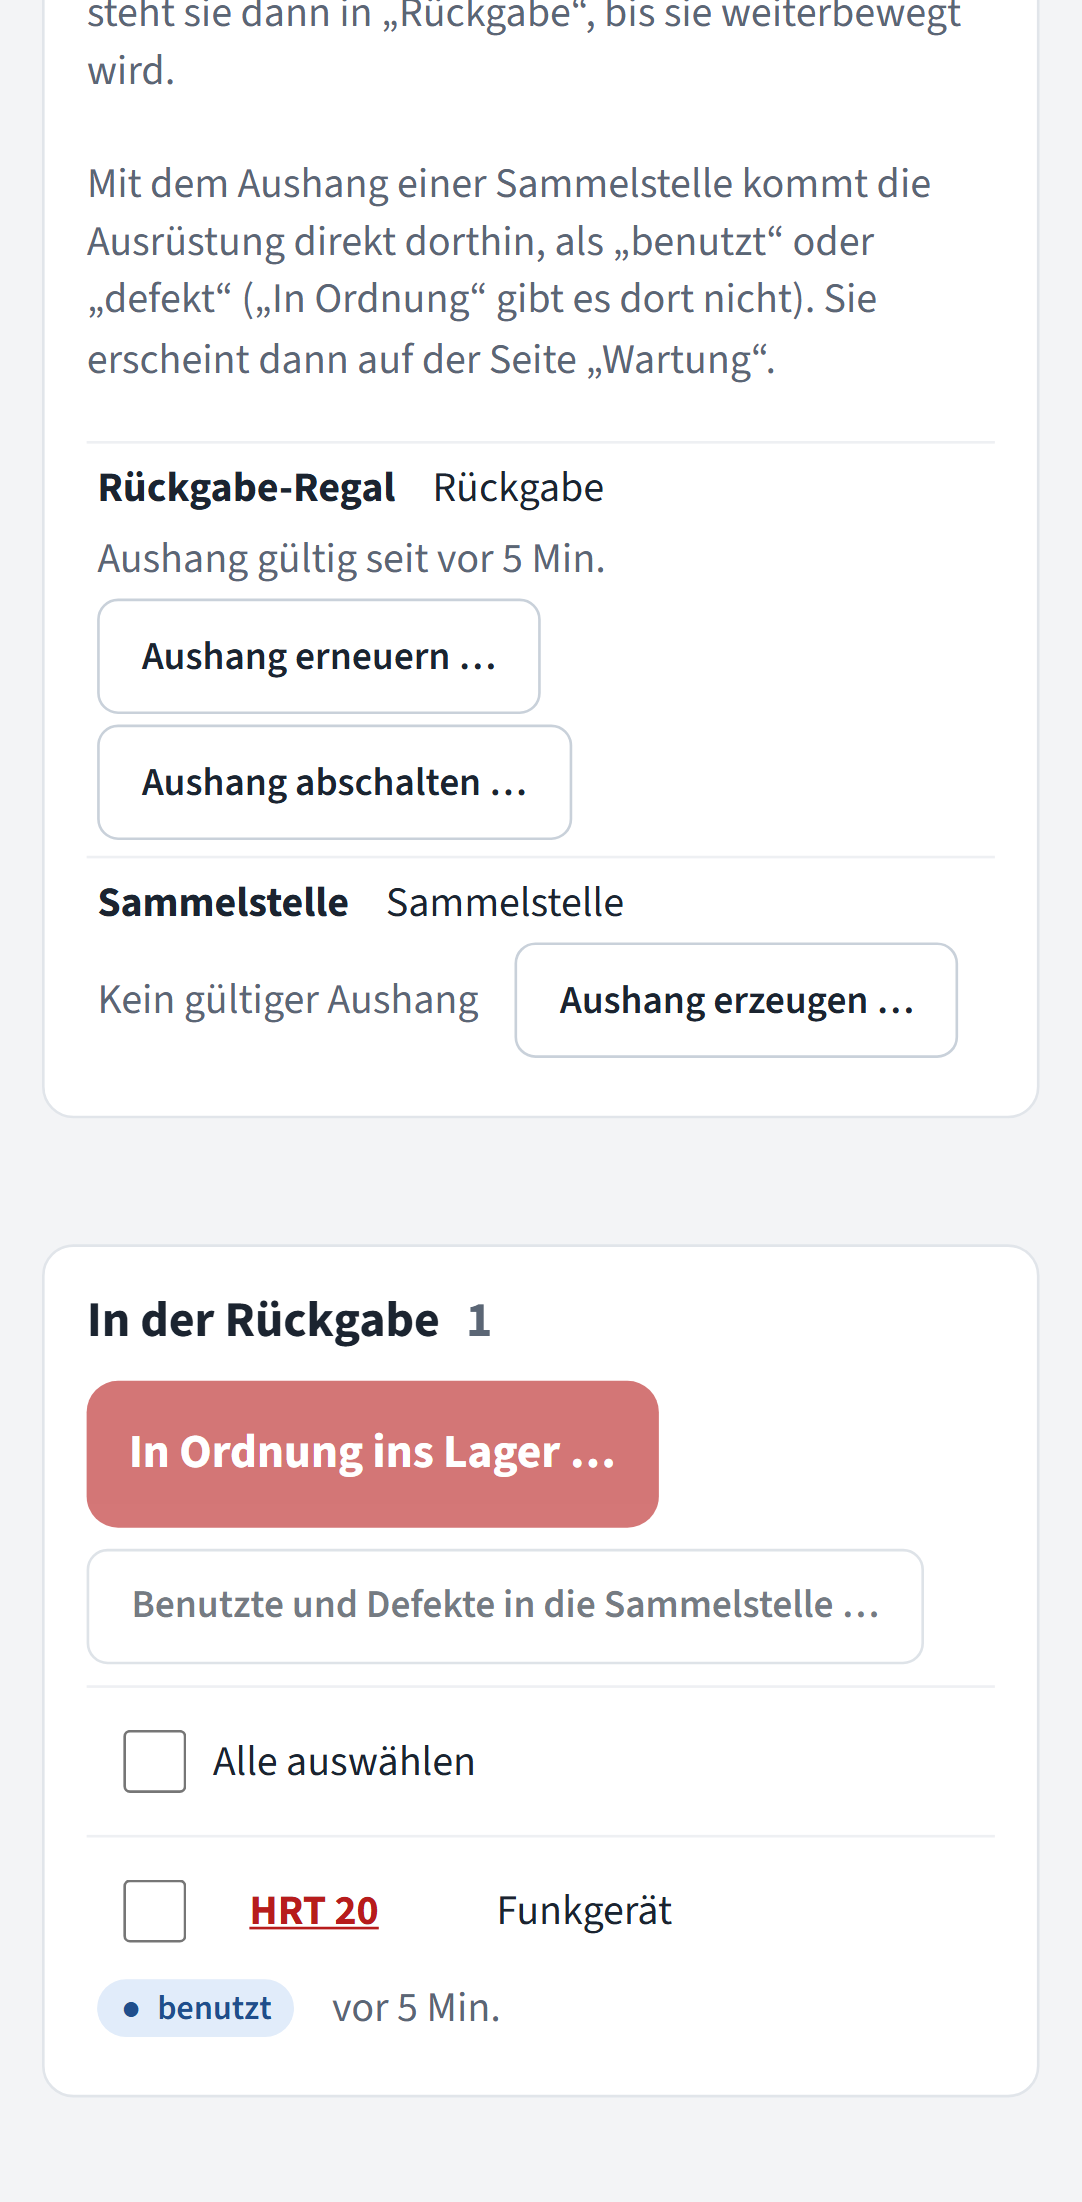 steht sie dann in „Rückgabe“, bis sie weiterbewegt
wird.
Mit dem Aushang einer Sammelstelle kommt die
Ausrüstung direkt dorthin, als „benutzt“ oder
„defekt“ („In Ordnung“ gibt es dort nicht). Sie
erscheint dann auf der Seite „Wartung“.
Rückgabe-Regal Rückgabe
Aushang gültig seit vor 5 Min.
Aushang erneuern …
Aushang abschalten …
Sammelstelle Sammelstelle
Kein gültiger Aushang Aushang erzeugen …
In der Rückgabe 1
In Ordnung ins Lager …
Benutzte und Defekte in die Sammelstelle …
Alle auswählen
HRT 20 Funkgerät
benutzt vor 5 Min.